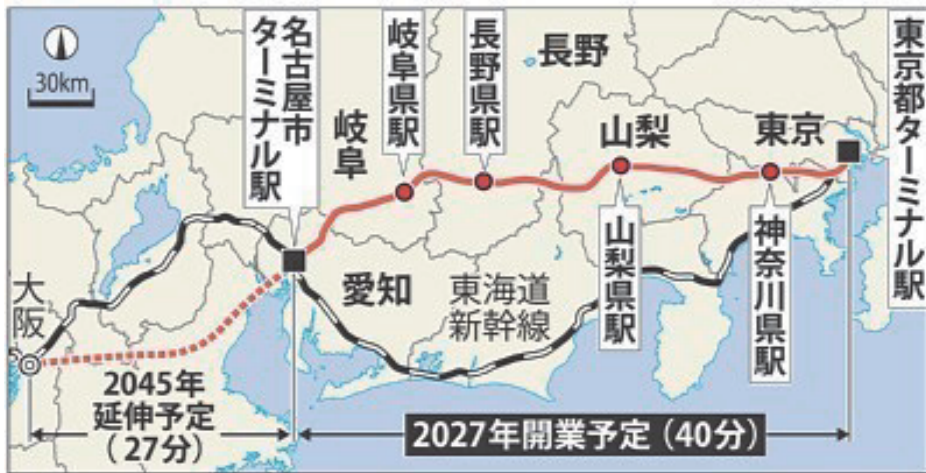 30km
名古屋市
ターミナル駅
岐阜県駅
長野県駅
長野
岐阜
山梨
東京
東京都ターミナル駅
山梨県駅
神奈川県駅
愛知
東海道
新幹線
大阪
2045年
延伸予定
(27分)
2027年開業予定(40分)